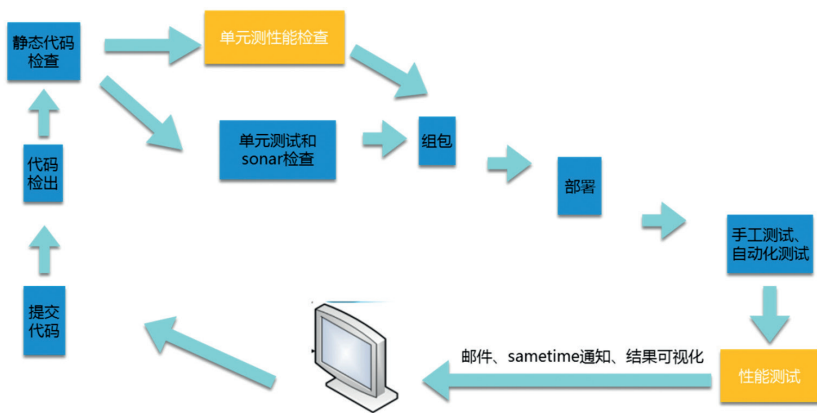 静态代码
检查
单元测性能检查
单元测试和
sonar检查
组包
代码
检出
部署
手工测试、
自动化测试
提交
代码
邮件、sametime通知、结果可视化
性能测试